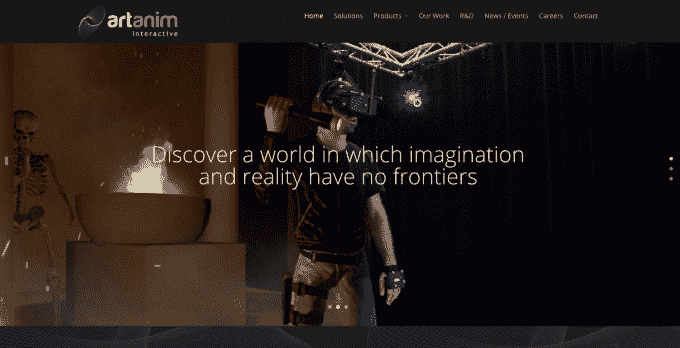 artanim
interactive
Home Solutions Products Our Work R&D News / Events Careers Contact
Discover a world in which imagination
and reality have no frontiers